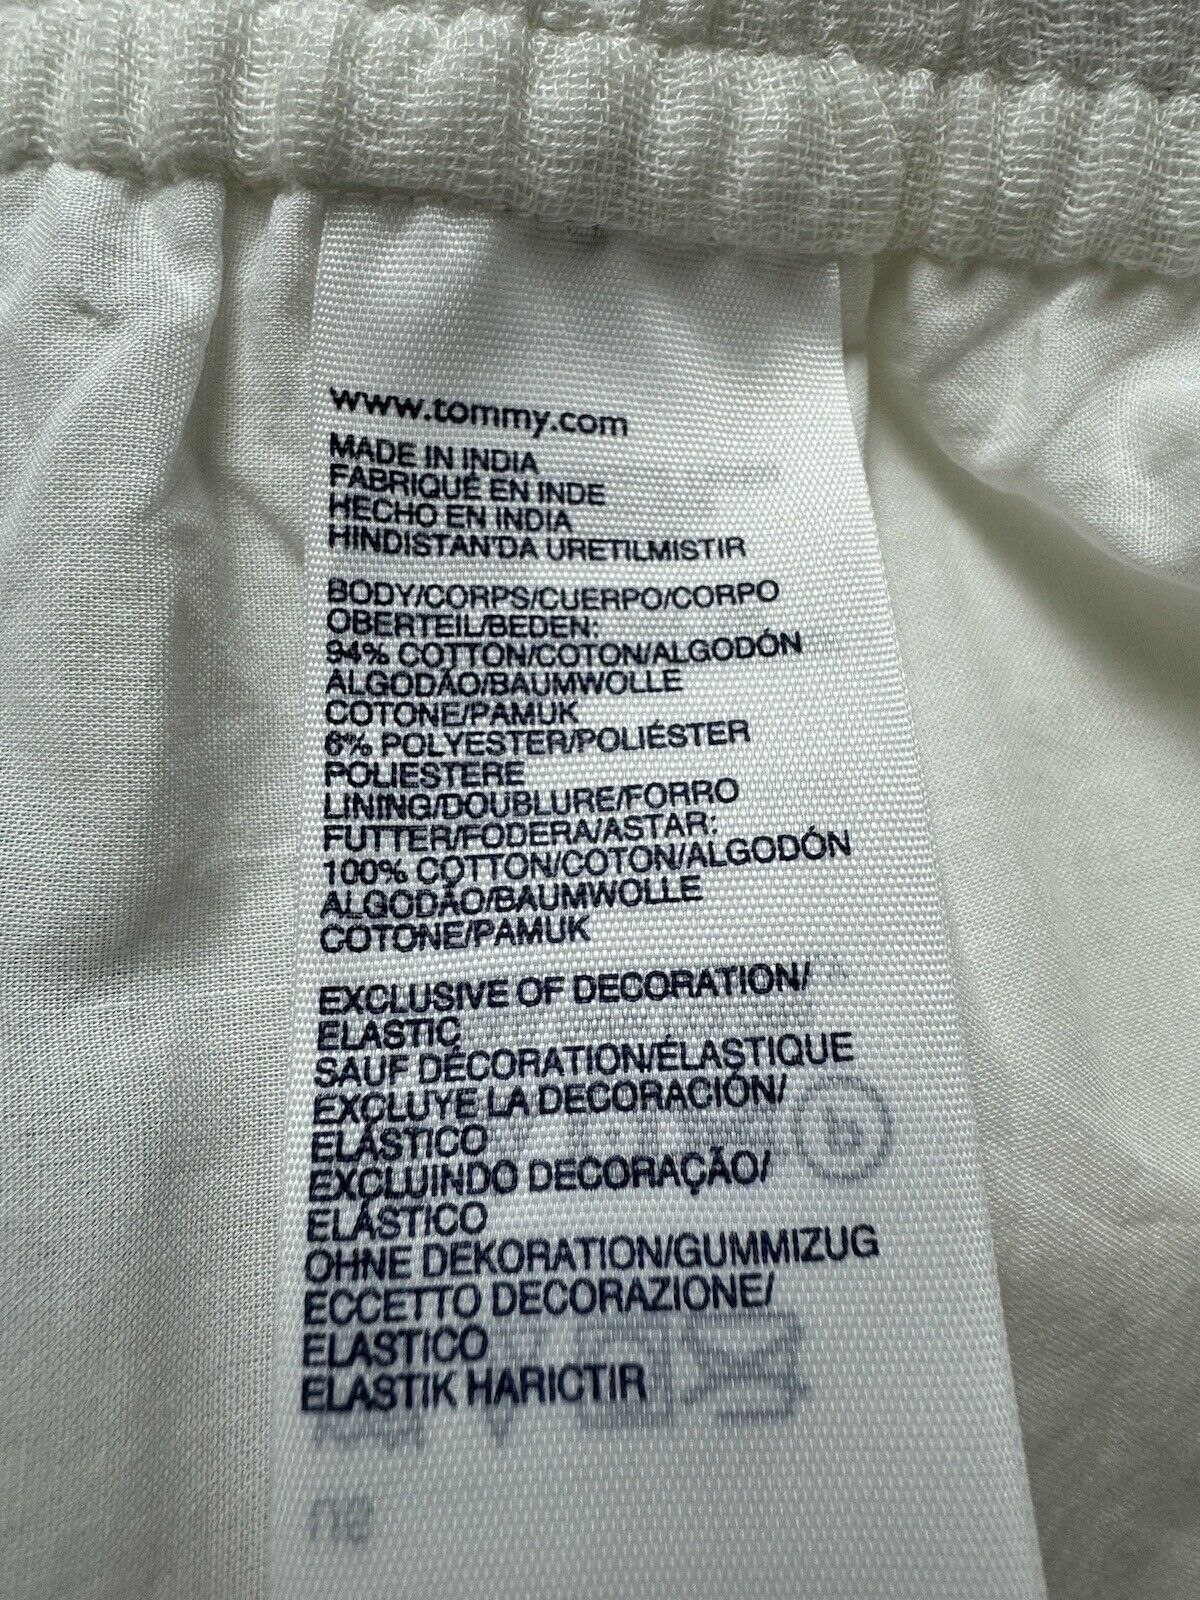 www.tommy.com
MADE IN INDIA
FABRIQUÉ EN INDE
HECHO EN INDIA
HINDISTAN'DA URETILMISTIR
BODY/CORPS/CUERPO/CORPO
OBERTEIL/BEDEN:
94% COTTON/COTON/ALGODÓN
ALGODÃO/BAUMWOLLE
COTONE/PAMUK
6% POLYESTER/POLIÉSTER
POLIESTERE
LINING/DOUBLURE/FORRO
FUTTER/FODERA/ASTAR:
100% COTTON/COTON/ALGODÓN
ALGODÃO/BAUMWOLLE
COTONE/PAMUK
EXCLUSIVE OF DECORATION/
ELASTIC
SAUF DÉCORATION/ÉLASTIQUE
EXCLUYE LA DECORACIÓN/
ELÁSTICO
EXCLUINDO DECORAÇÃO/
ELÁSTICO
OHNE DEKORATION/GUMMIZUG
ECCETTO DECORAZIONE/
ELASTICO
ELASTIK HARICTIR